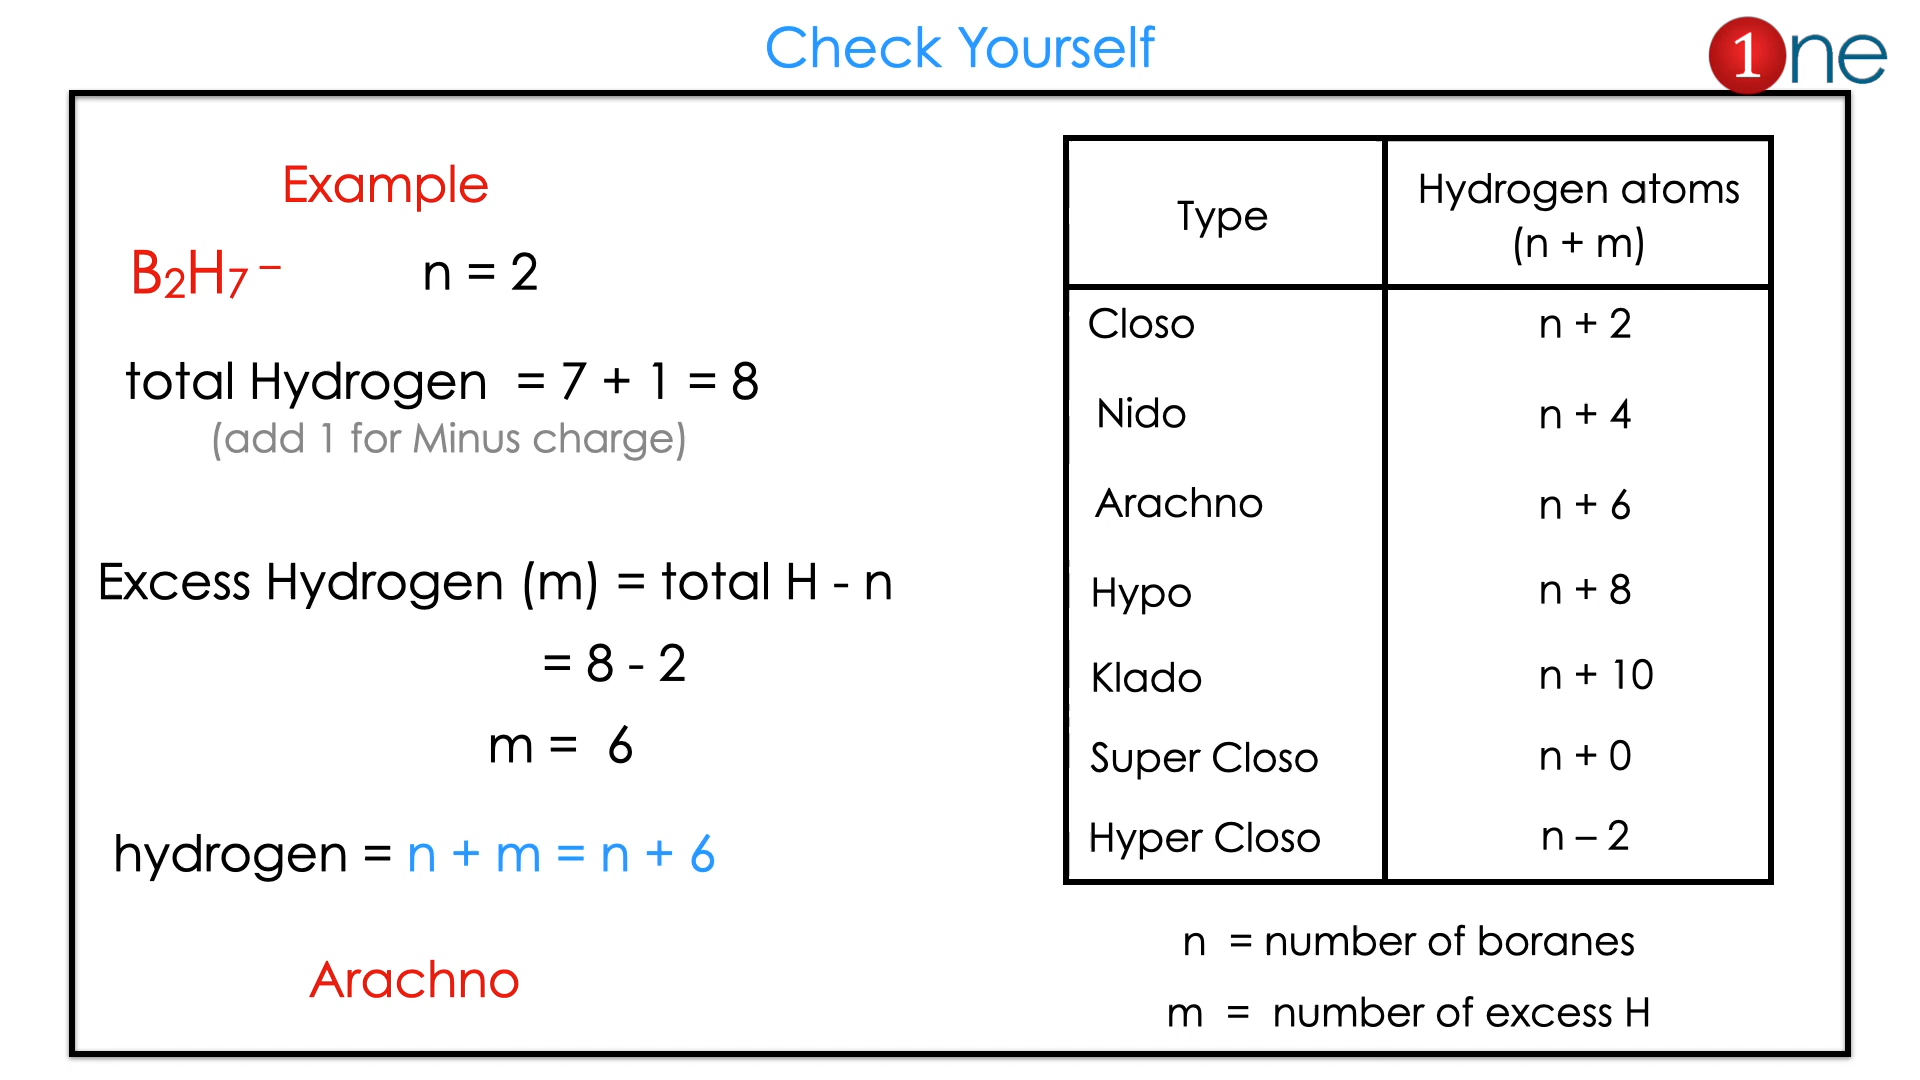 Check Yourself
1ne
Example
B₂H₇⁻ n = 2
total Hydrogen = 7 + 1 = 8
(add 1 for Minus charge)
Excess Hydrogen (m) = total H - n
= 8 - 2
m = 6
hydrogen = n + m = n + 6
Arachno
Type
Hydrogen atoms
(n + m)
Closo n + 2
Nido n + 4
Arachno n + 6
Hypo n + 8
Klado n + 10
Super Closo n + 0
Hyper Closo n – 2
n = number of boranes
m = number of excess H